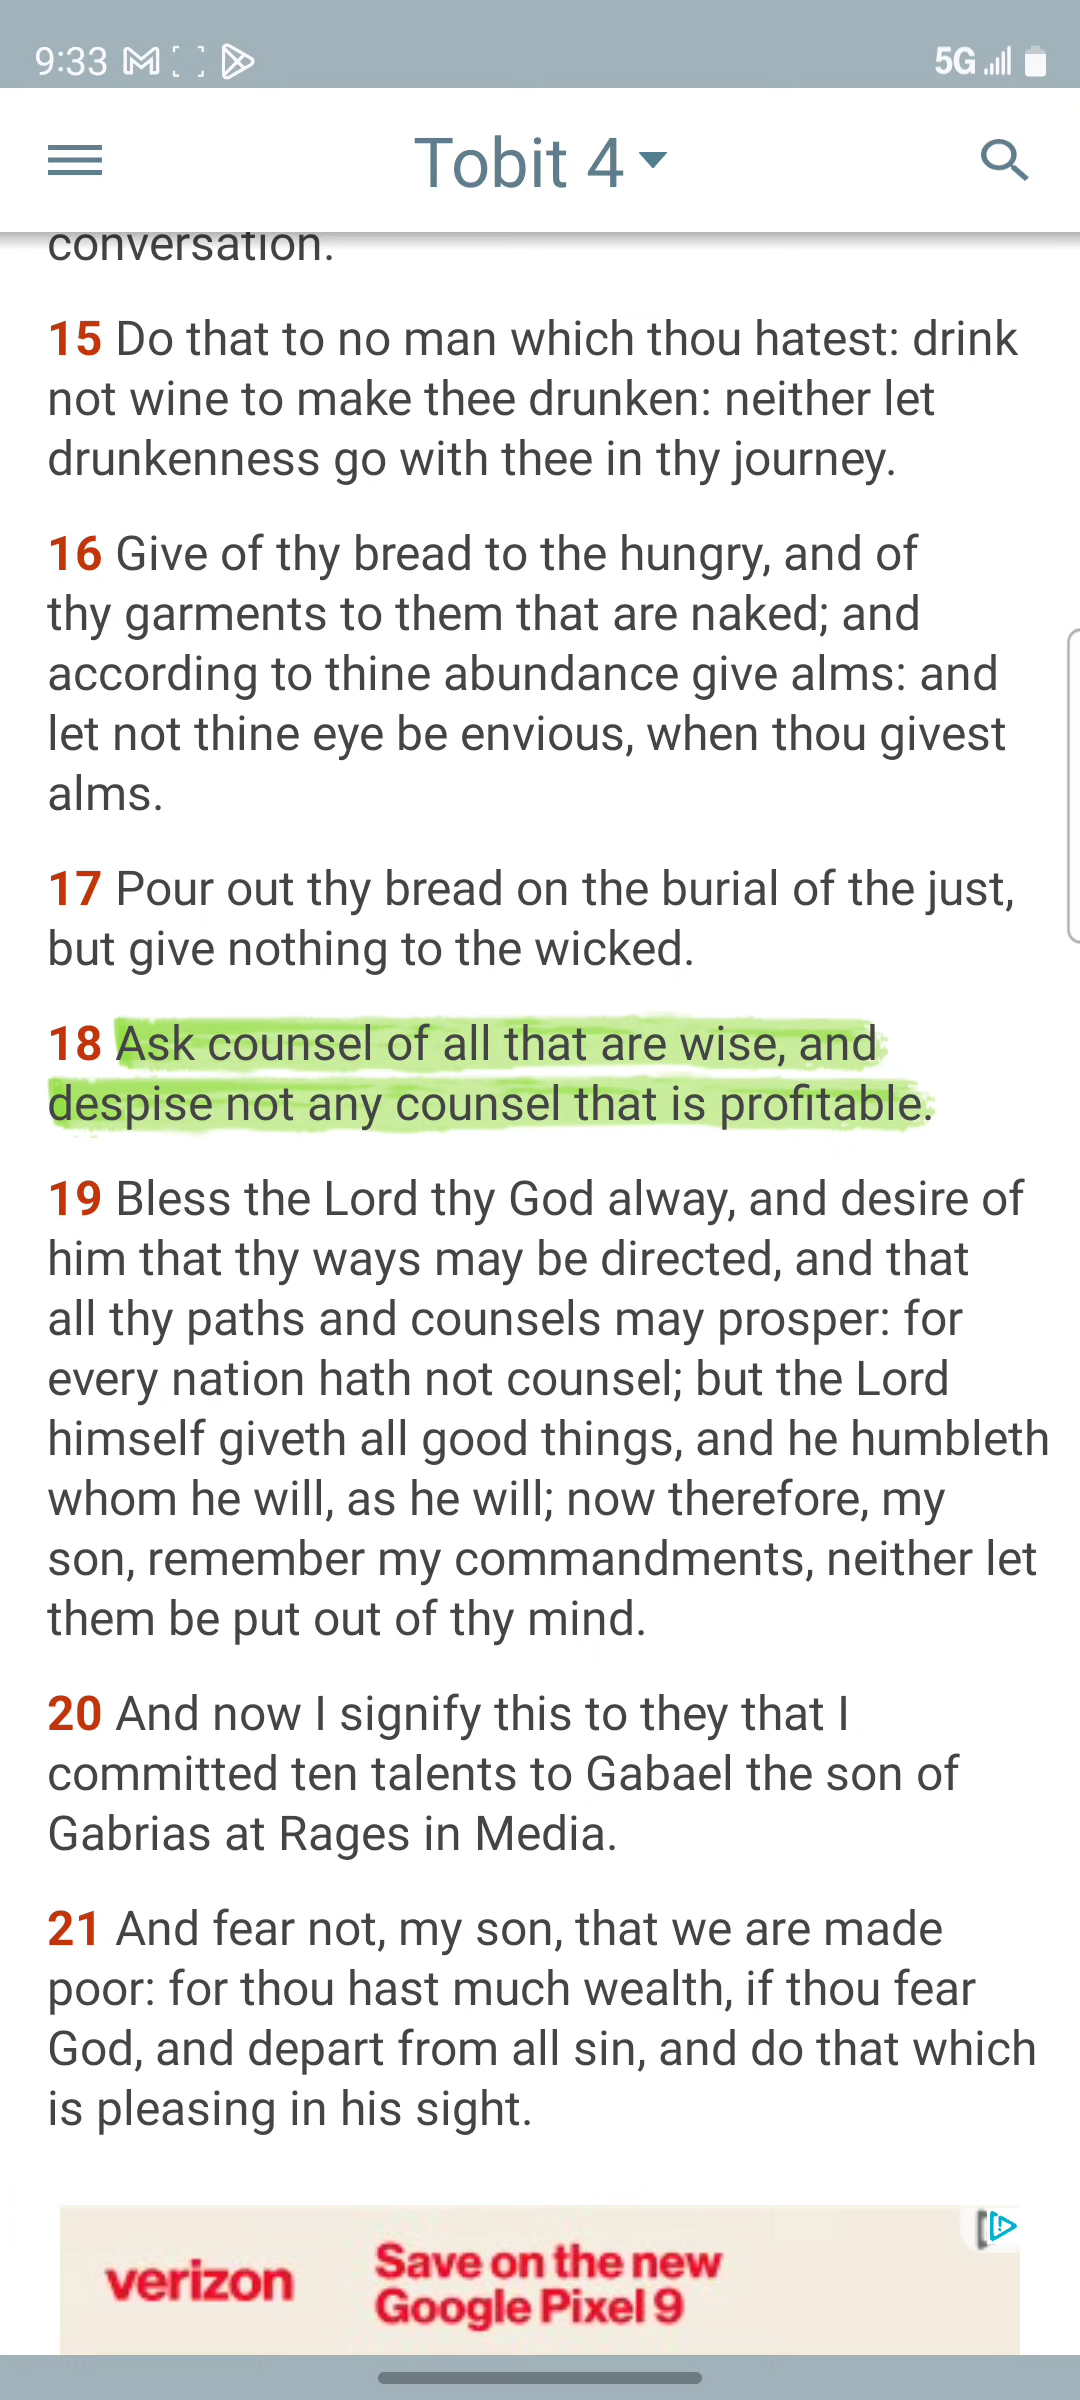 9:33
5G
Tobit 4
conversation.
15 Do that to no man which thou hatest: drink
not wine to make thee drunken: neither let
drunkenness go with thee in thy journey.
16 Give of thy bread to the hungry, and of
thy garments to them that are naked; and
according to thine abundance give alms: and
let not thine eye be envious, when thou givest
alms.
17 Pour out thy bread on the burial of the just,
but give nothing to the wicked.
18 Ask counsel of all that are wise, and
despise not any counsel that is profitable.
19 Bless the Lord thy God alway, and desire of
him that thy ways may be directed, and that
all thy paths and counsels may prosper: for
every nation hath not counsel; but the Lord
himself giveth all good things, and he humbleth
whom he will, as he will; now therefore, my
son, remember my commandments, neither let
them be put out of thy mind.
20 And now I signify this to they that I
committed ten talents to Gabael the son of
Gabrias at Rages in Media.
21 And fear not, my son, that we are made
poor: for thou hast much wealth, if thou fear
God, and depart from all sin, and do that which
is pleasing in his sight.
verizon
Save on the new
Google Pixel 9